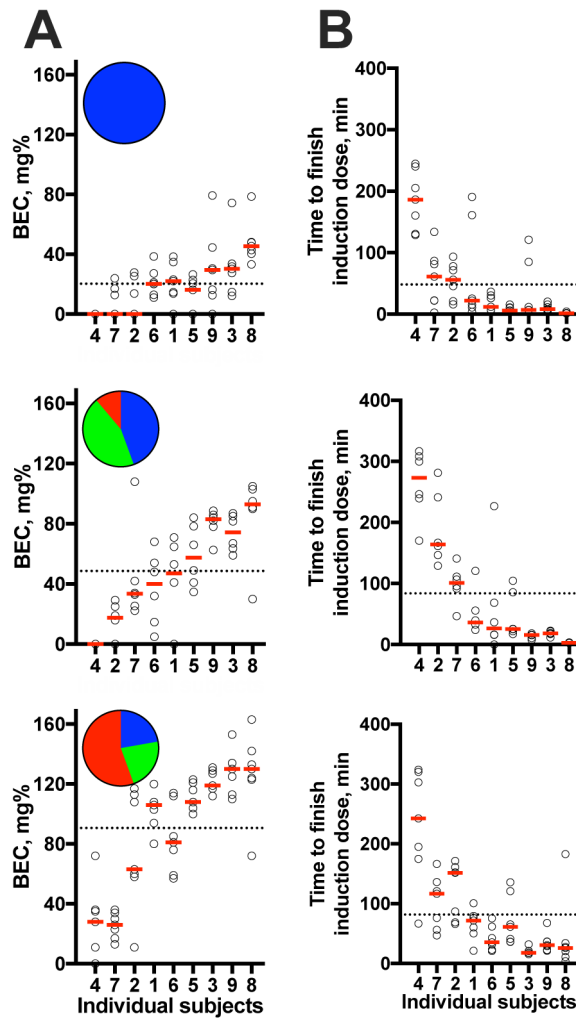 A
BEC, mg%
160
120
80
40
0
4 7 2 6 1 5 9 3 8
B
Time to finish
induction dose, min
400
300
200
100
0
4 7 2 6 1 5 9 3 8
BEC, mg%
160
120
80
40
0
4 2 7 6 1 5 9 3 8
Time to finish
induction dose, min
400
300
200
100
0
4 2 7 6 1 5 9 3 8
BEC, mg%
160
120
80
40
0
4 7 2 1 6 5 3 9 8
Individual subjects
Time to finish
induction dose, min
400
300
200
100
0
4 7 2 1 6 5 3 9 8
Individual subjects